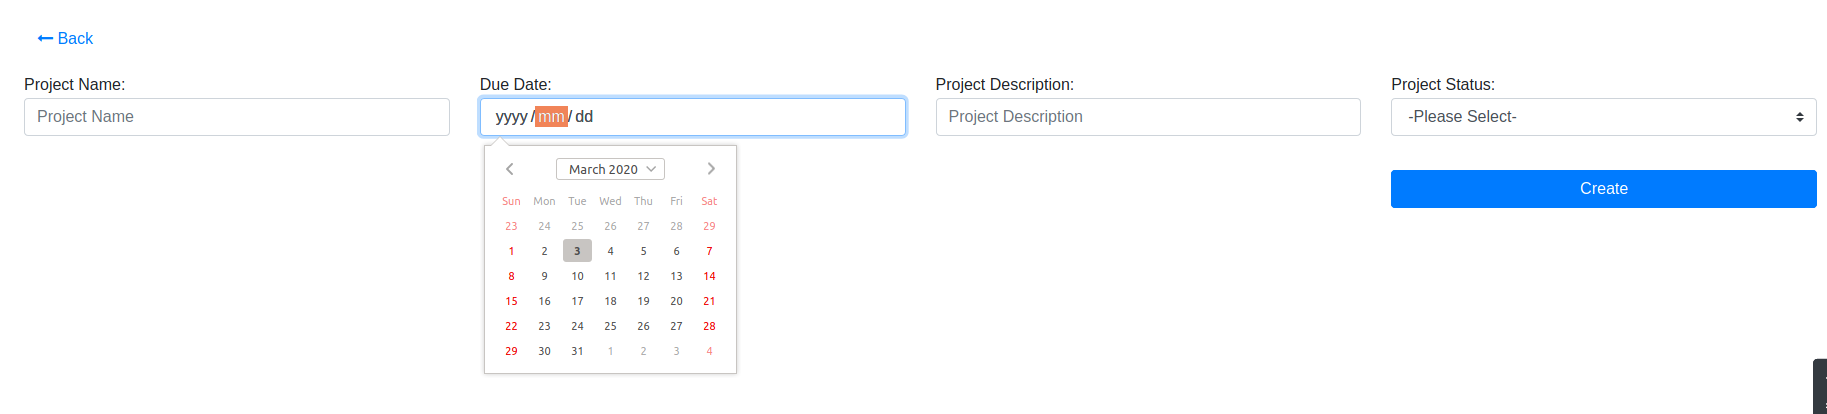 Back
Project Name:
Project Name
Due Date:
yyyy / mm / dd
March 2020
Sun Mon Tue Wed Thu Fri Sat
23 24 25 26 27 28 29
1 2 3 4 5 6 7
8 9 10 11 12 13 14
15 16 17 18 19 20 21
22 23 24 25 26 27 28
29 30 31 1 2 3 4
Project Description:
Project Description
Project Status:
-Please Select-
Create